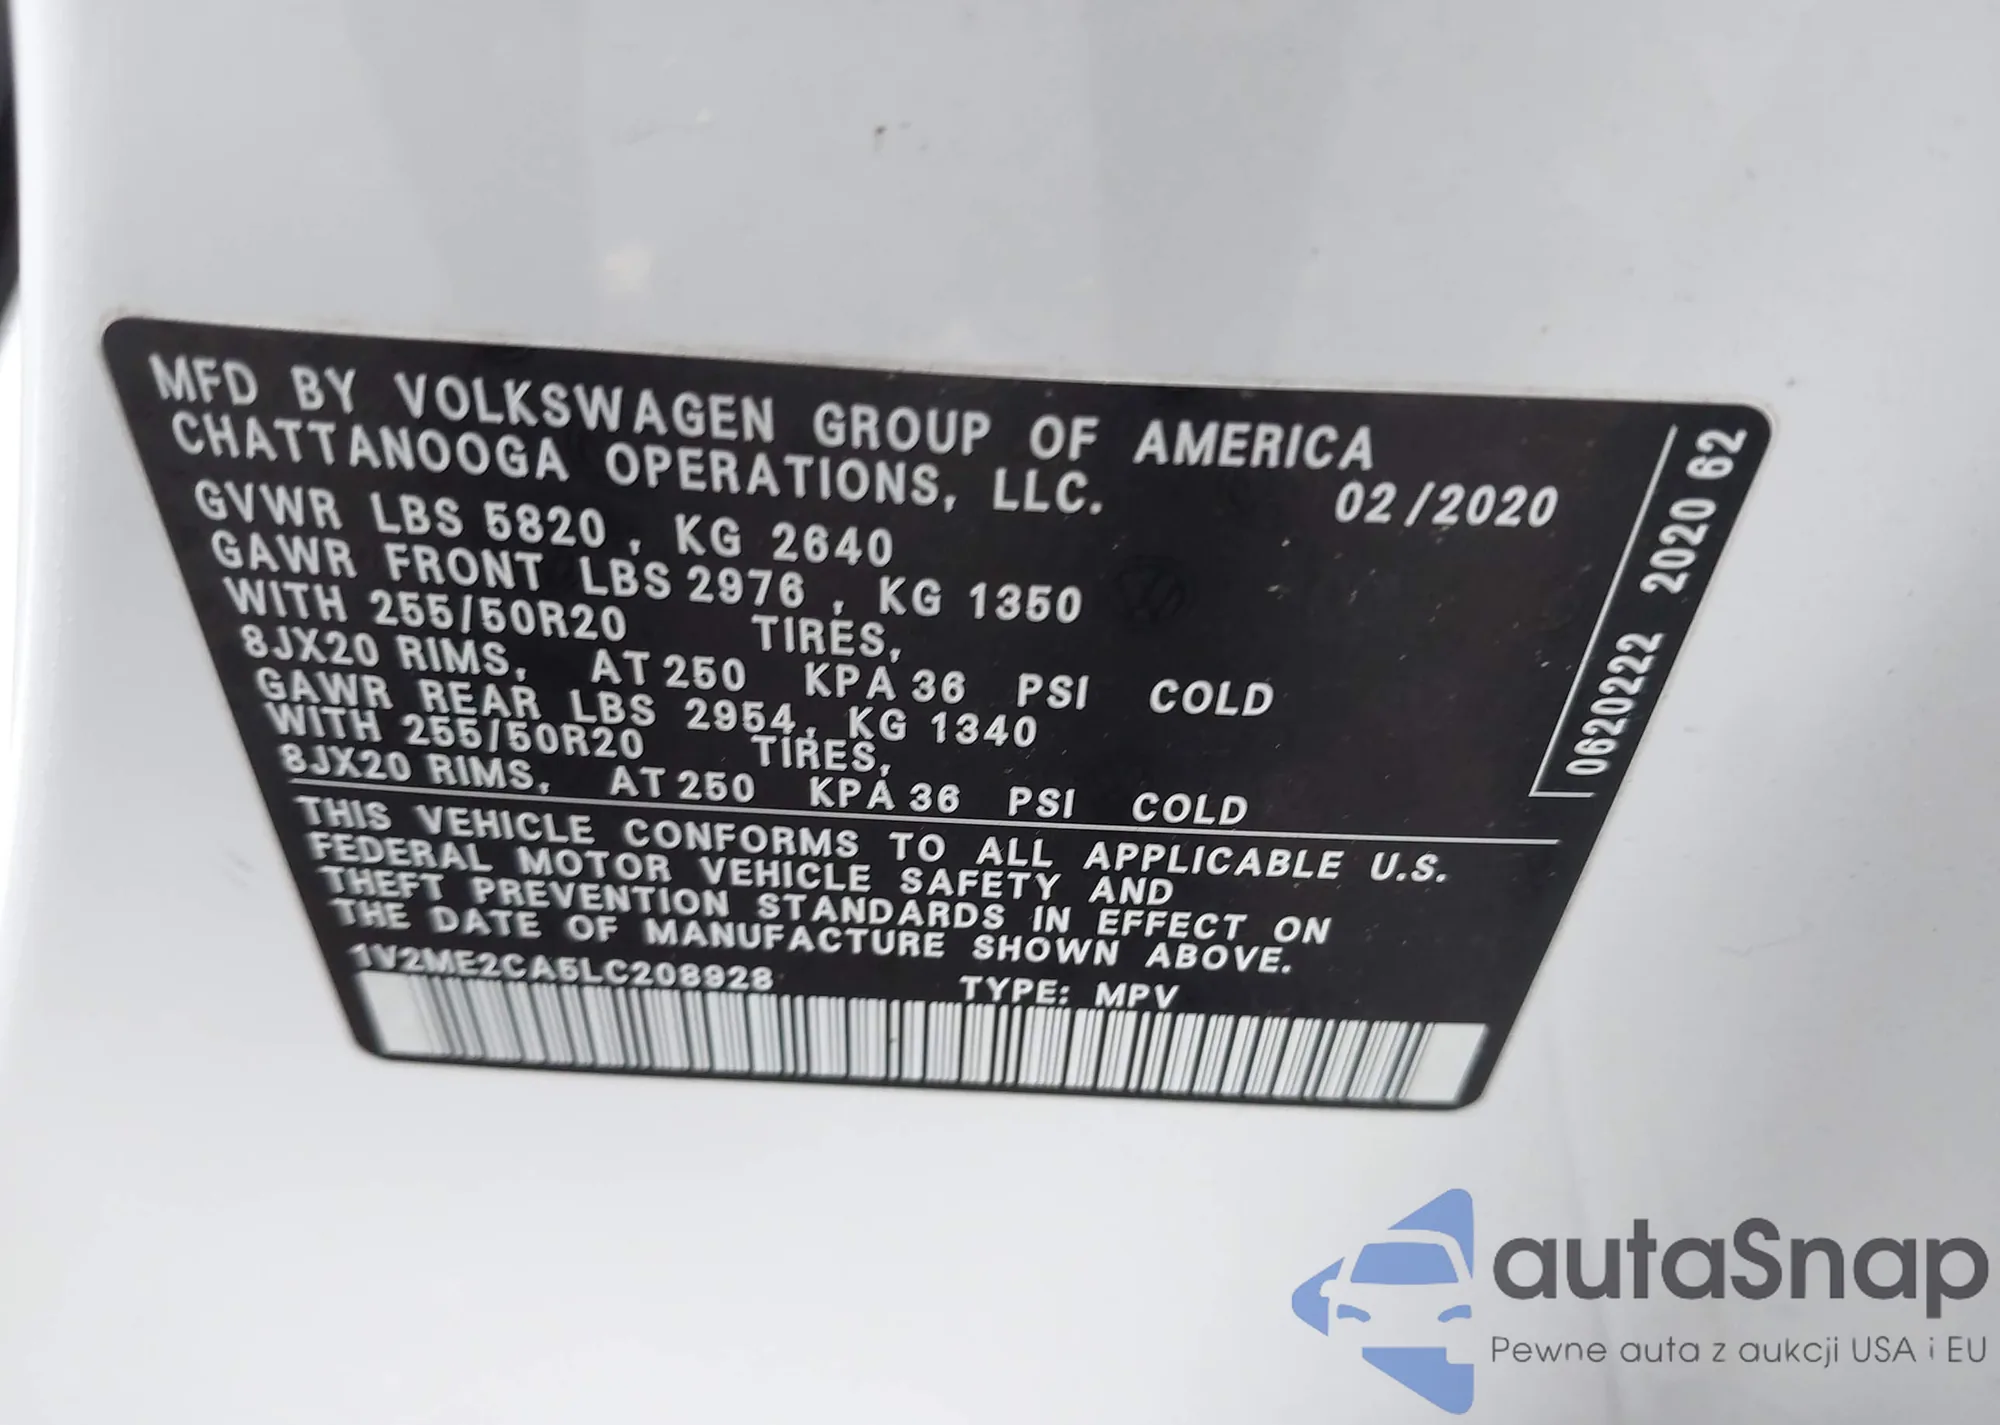 MFD BY VOLKSWAGEN GROUP OF AMERICA
CHATTANOOGA OPERATIONS, LLC.
02/2020
GVWR LBS 5820 , KG 2640
GAWR FRONT LBS 2976 , KG 1350
WITH 255/50R20 TIRES,
8JX20 RIMS, AT 250 KPA 36 PSI COLD
GAWR REAR LBS 2954, KG 1340
WITH 255/50R20 TIRES,
8JX20 RIMS, AT 250 KPA 36 PSI COLD
THIS VEHICLE CONFORMS TO ALL APPLICABLE U.S.
FEDERAL MOTOR VEHICLE SAFETY AND
THEFT PREVENTION STANDARDS IN EFFECT ON
THE DATE OF MANUFACTURE SHOWN ABOVE.
1V2ME2CA5LC208928 TYPE: MPV
0620222 2020 62
autaSnap
Pewne auta z aukcji USA i EU